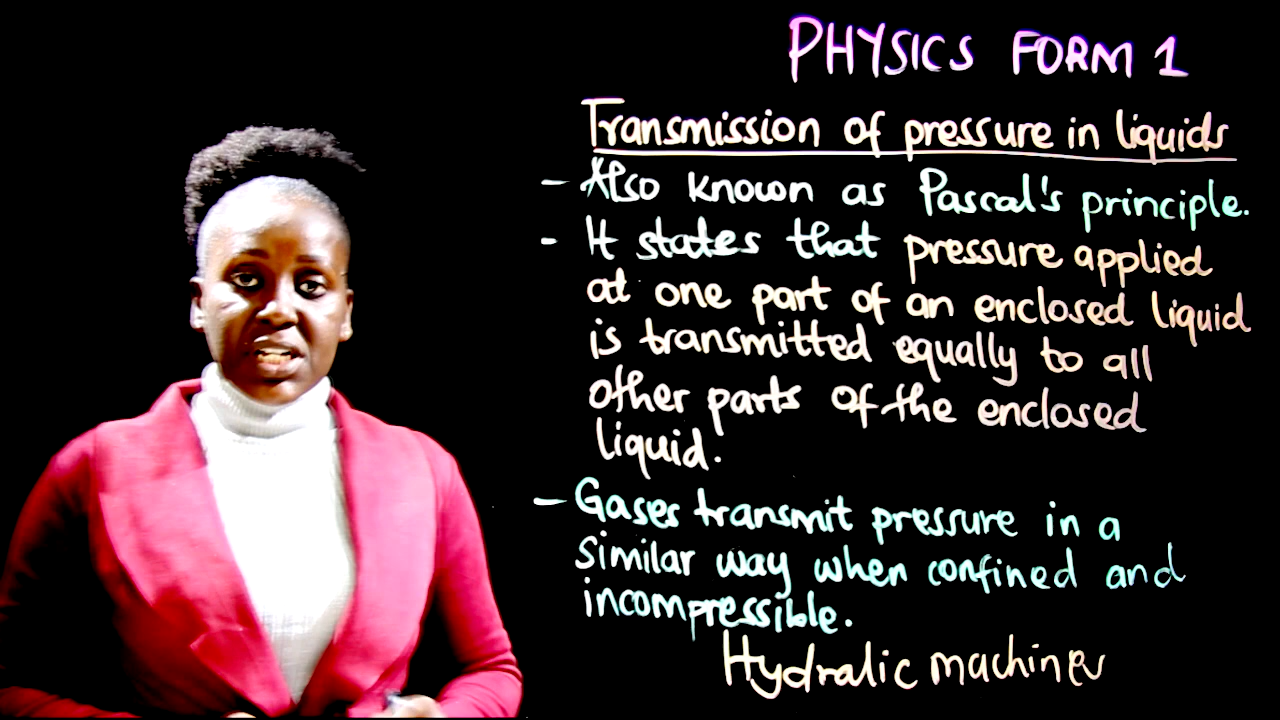 PHYSICS FORM 1
Transmission of pressure in liquids
- Also known as Pascal's principle.
- It states that pressure applied
at one part of an enclosed liquid
is transmitted equally to all
other parts of the enclosed
liquid.
- Gases transmit pressure in a
similar way when confined and
incompressible.
Hydralic machines